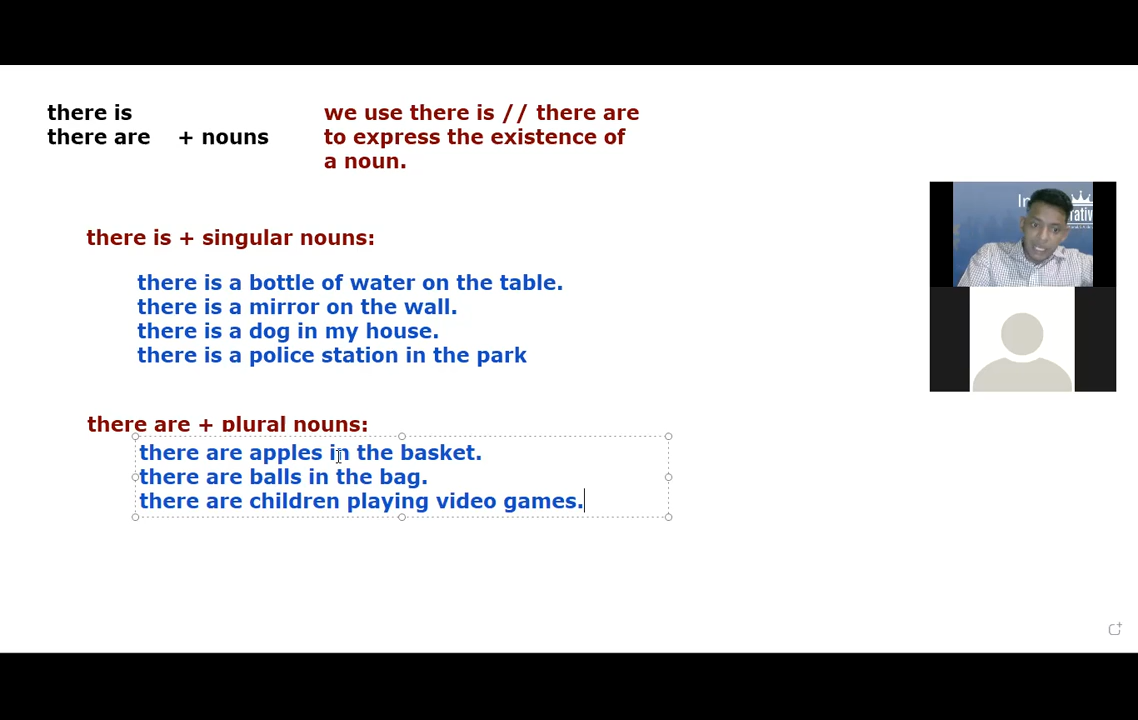 there is
there are + nouns
we use there is // there are
to express the existence of
a noun.
there is + singular nouns:
there is a bottle of water on the table.
there is a mirror on the wall.
there is a dog in my house.
there is a police station in the park
there are + plural nouns:
there are apples in the basket.
there are balls in the bag.
there are children playing video games.